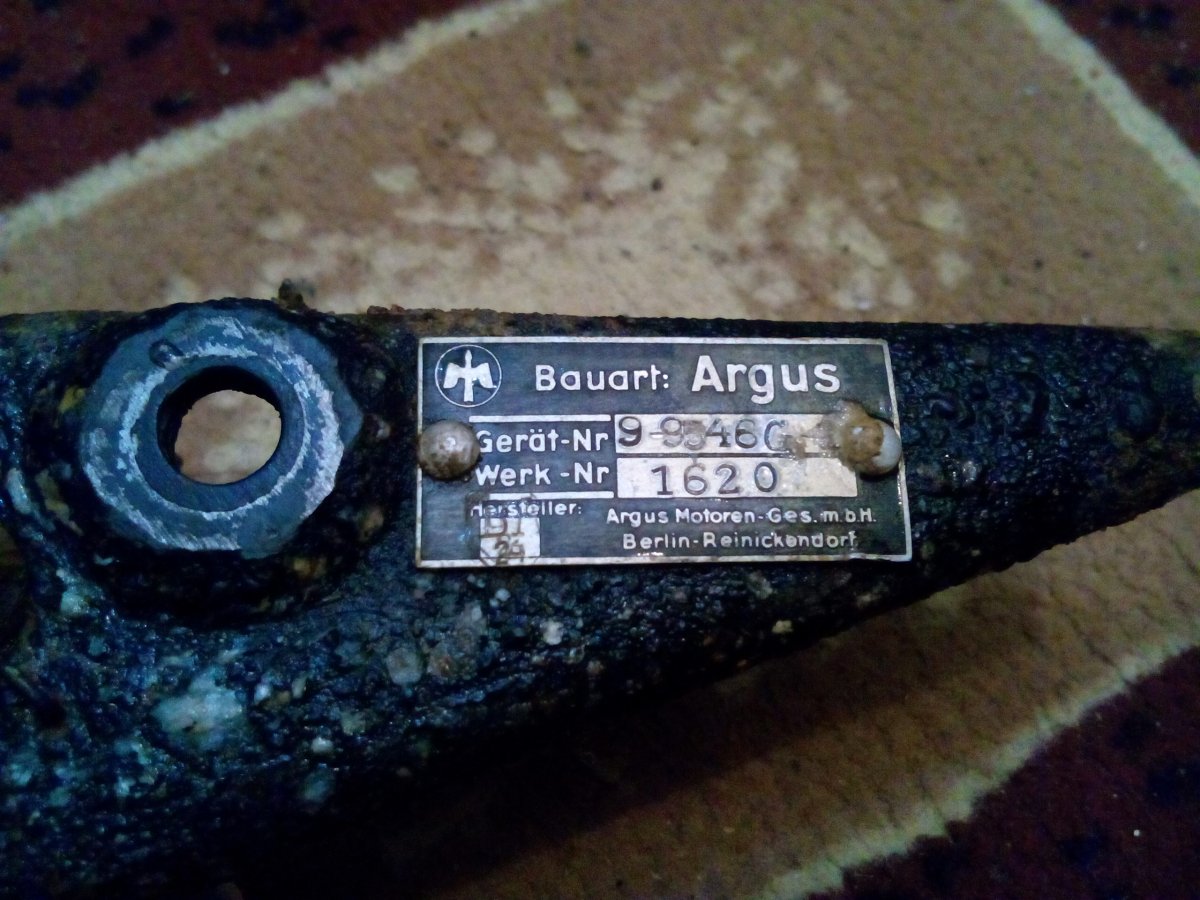 Bauart: Argus
Gerät-Nr
Werk-Nr 1620
Hersteller: Argus Motoren-Ges.m.b.H.
Berlin-Reinickendorf